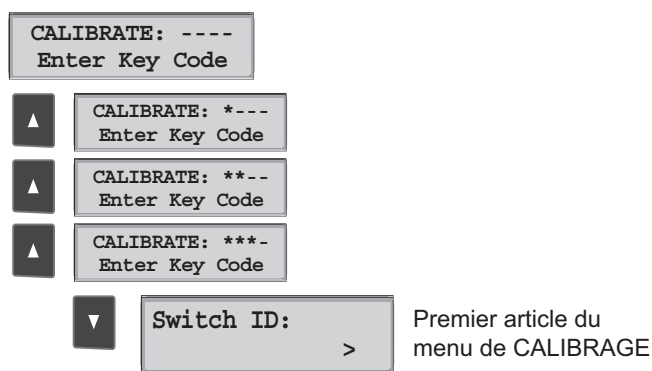 CALIBRATE: ----
Enter Key Code
CALIBRATE: *---
Enter Key Code
CALIBRATE: **--
Enter Key Code
CALIBRATE: ***-
Enter Key Code
Switch ID:
>
Premier article du
menu de CALIBRAGE